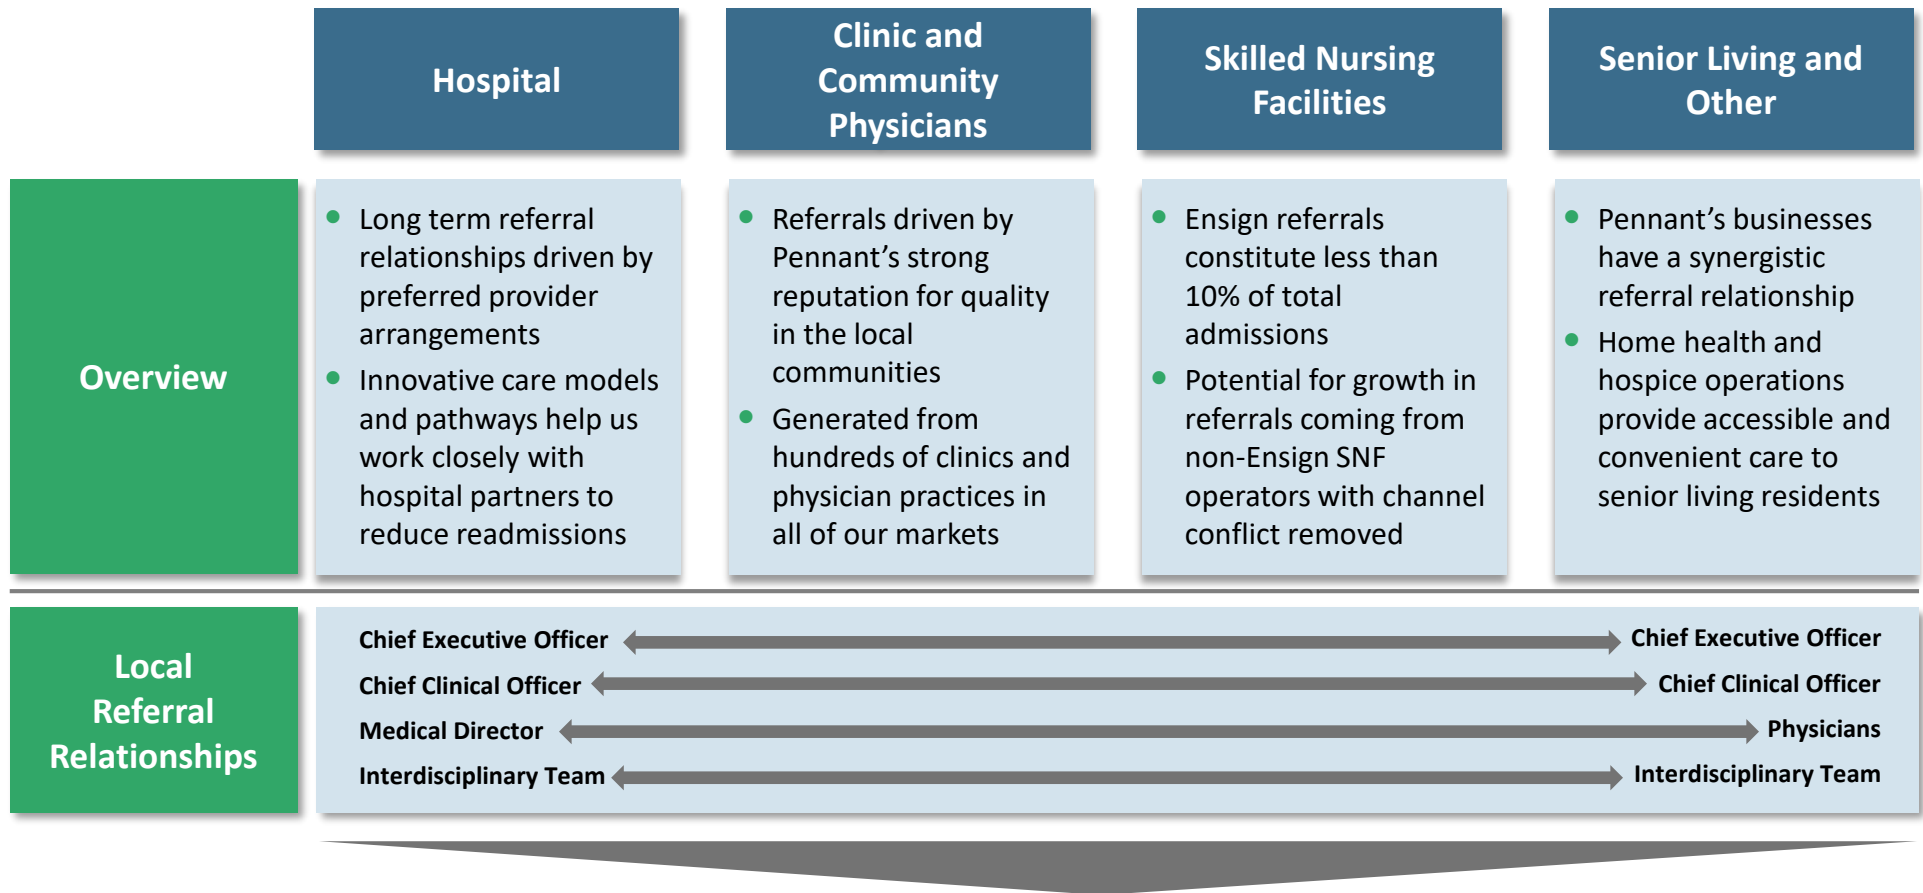 Hospital
Clinic and
Community
Physicians
Skilled Nursing
Facilities
Senior Living and
Other
Overview
• Long term referral
relationships driven by
preferred provider
arrangements
• Innovative care models
and pathways help us
work closely with
hospital partners to
reduce readmissions
• Referrals driven by
Pennant’s strong
reputation for quality
in the local
communities
• Generated from
hundreds of clinics and
physician practices in
all of our markets
• Ensign referrals
constitute less than
10% of total
admissions
• Potential for growth in
referrals coming from
non-Ensign SNF
operators with channel
conflict removed
• Pennant’s businesses
have a synergistic
referral relationship
• Home health and
hospice operations
provide accessible and
convenient care to
senior living residents
Local
Referral
Relationships
Chief Executive Officer
Chief Executive Officer
Chief Clinical Officer
Chief Clinical Officer
Medical Director
Physicians
Interdisciplinary Team
Interdisciplinary Team